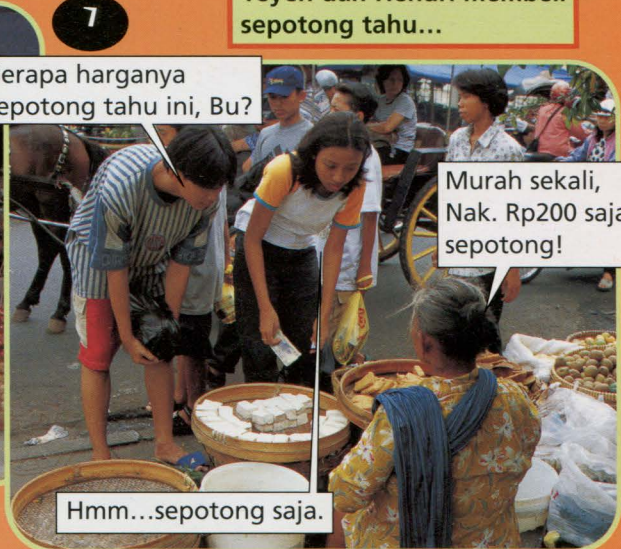 7
sepotong tahu...
erapa harganya
epotong tahu ini, Bu?
Murah sekali,
Nak. Rp200 saja
sepotong!
Hmm...sepotong saja.